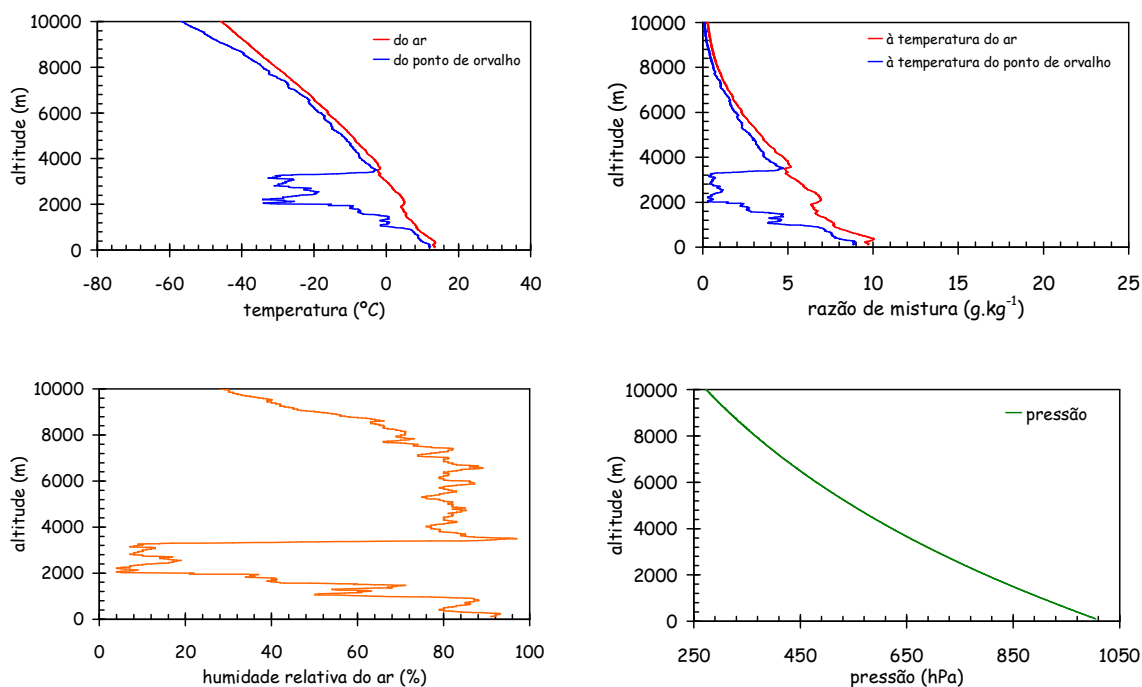 10000
8000
6000
4000
2000
0
altitude (m)
do ar
do ponto de orvalho
-80 -60 -40 -20 0 20 40
temperatura (ºC)
10000
8000
6000
4000
2000
0
altitude (m)
à temperatura do ar
à temperatura do ponto de orvalho
0 5 10 15 20 25
razão de mistura (g.kg⁻¹)
10000
8000
6000
4000
2000
0
altitude (m)
0 20 40 60 80 100
humidade relativa do ar (%)
10000
8000
6000
4000
2000
0
altitude (m)
pressão
250 450 650 850 1050
pressão (hPa)